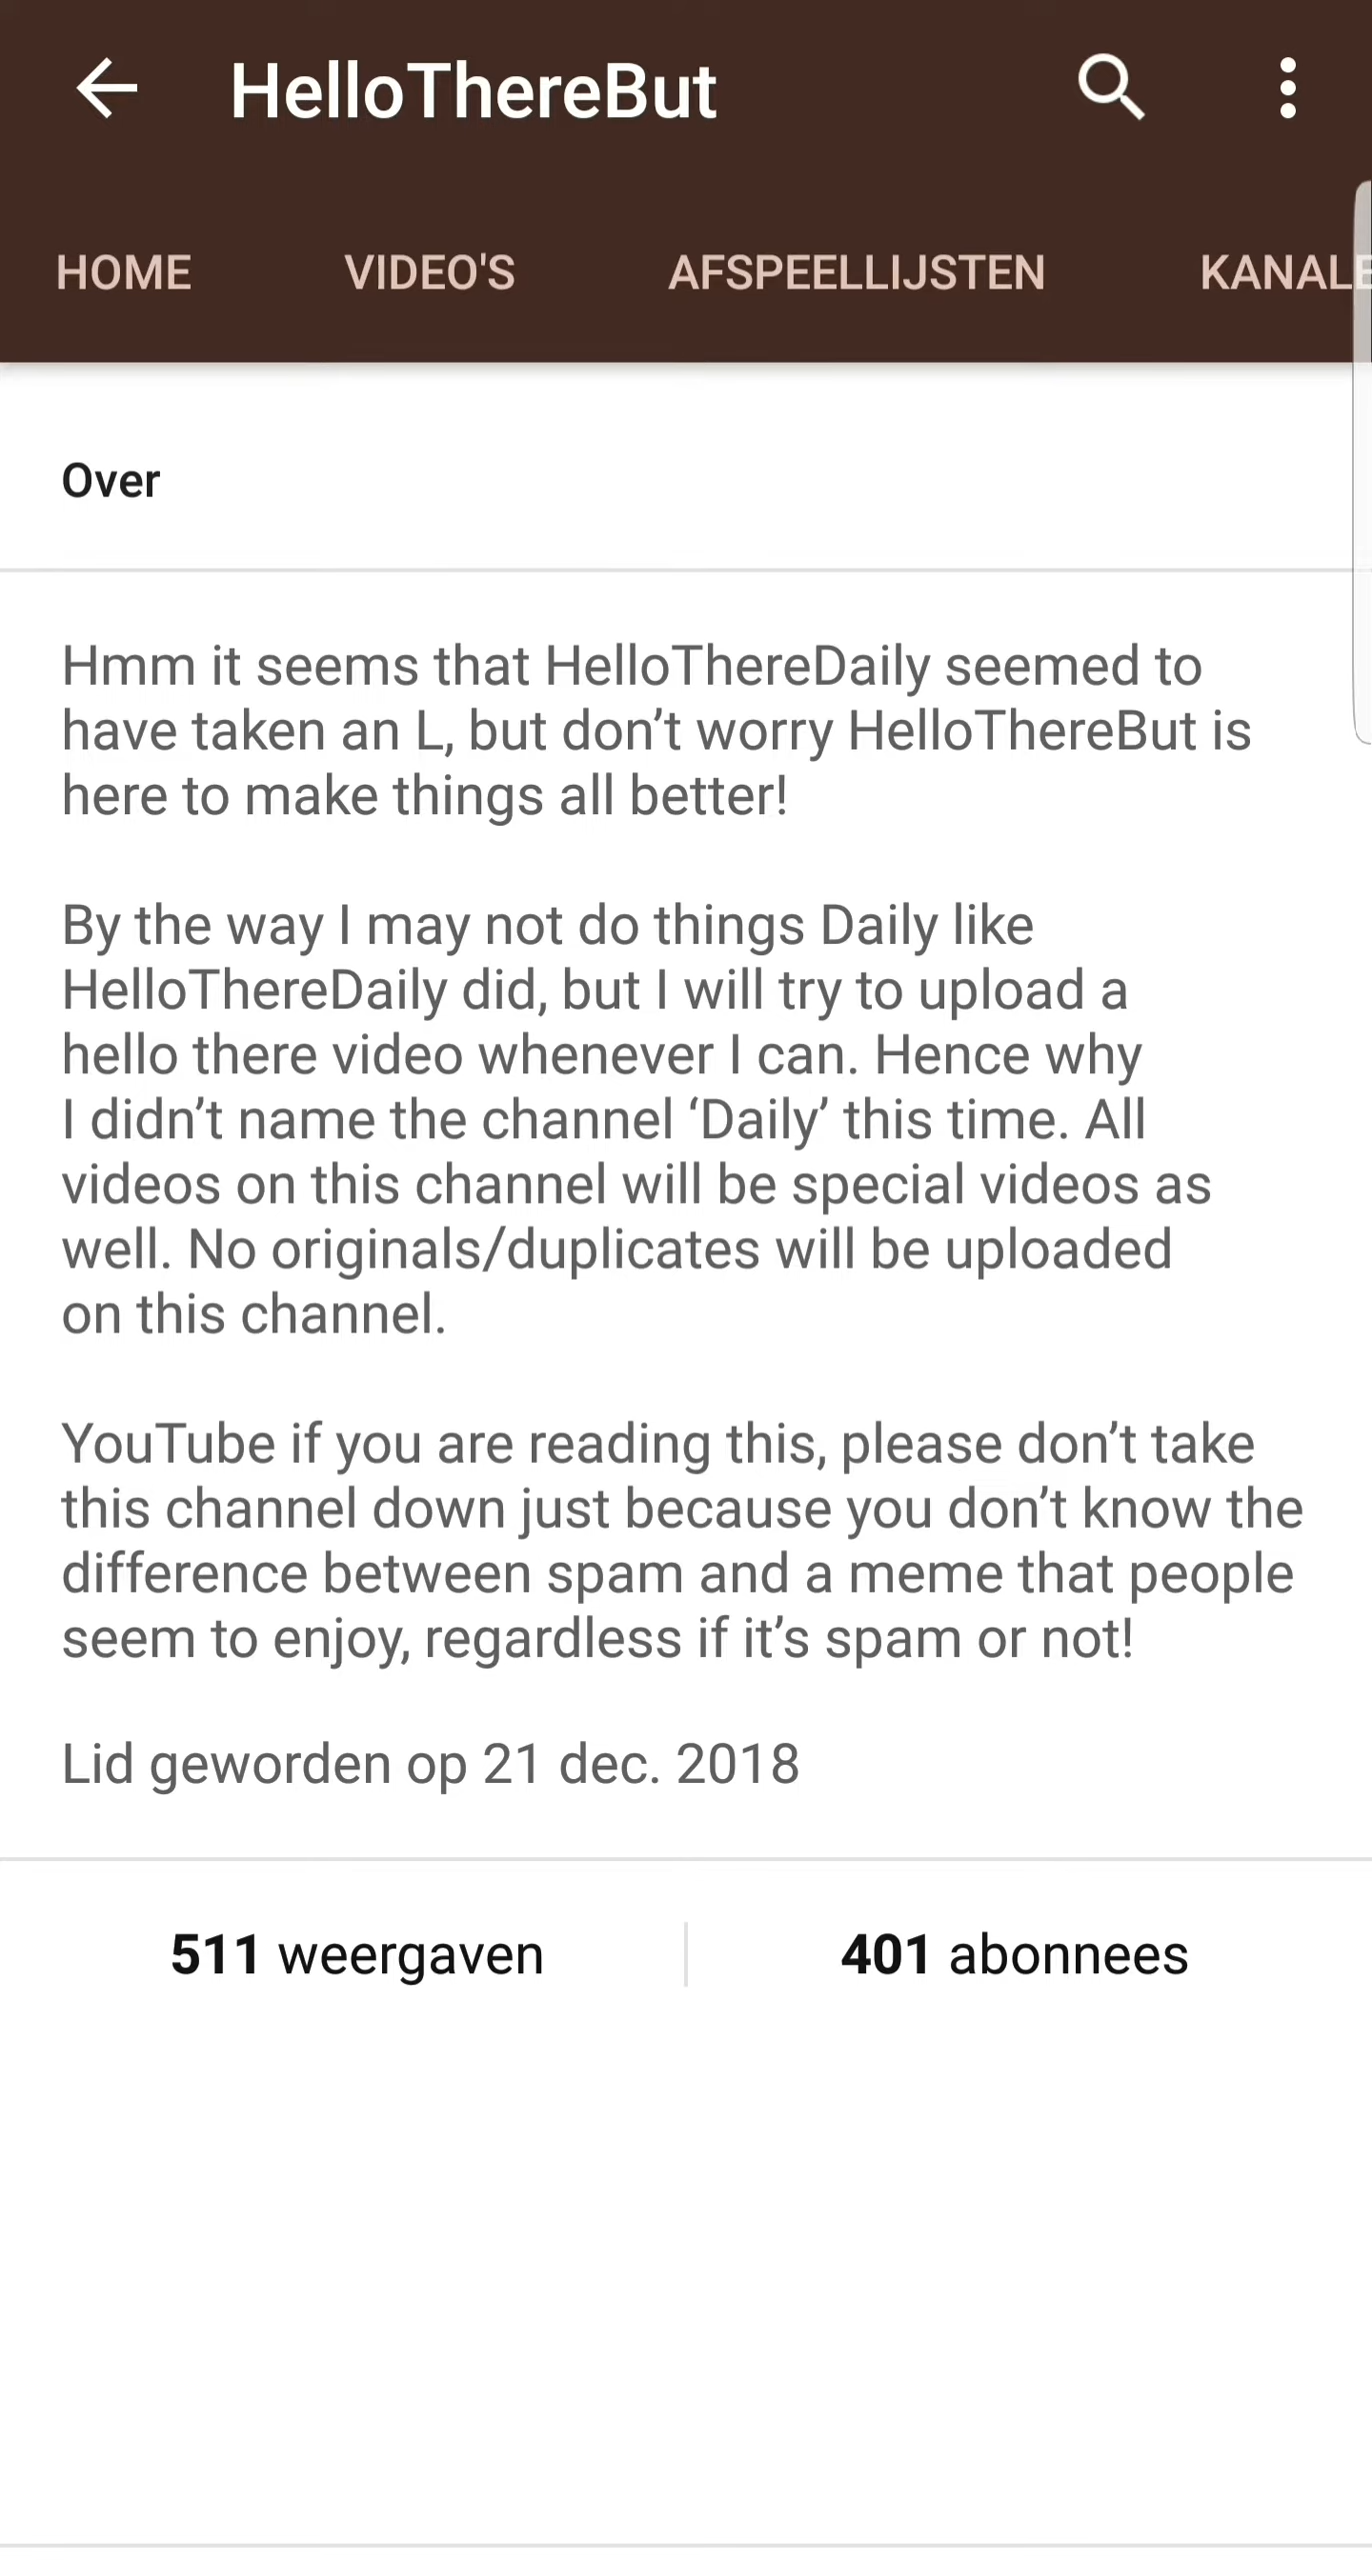 HelloThereBut
HOME VIDEO'S AFSPEELLIJSTEN KANALE
Over
Hmm it seems that HelloThereDaily seemed to
have taken an L, but don’t worry HelloThereBut is
here to make things all better!
By the way I may not do things Daily like
HelloThereDaily did, but I will try to upload a
hello there video whenever I can. Hence why
I didn’t name the channel ‘Daily’ this time. All
videos on this channel will be special videos as
well. No originals/duplicates will be uploaded
on this channel.
YouTube if you are reading this, please don’t take
this channel down just because you don’t know the
difference between spam and a meme that people
seem to enjoy, regardless if it’s spam or not!
Lid geworden op 21 dec. 2018
511 weergaven 401 abonnees